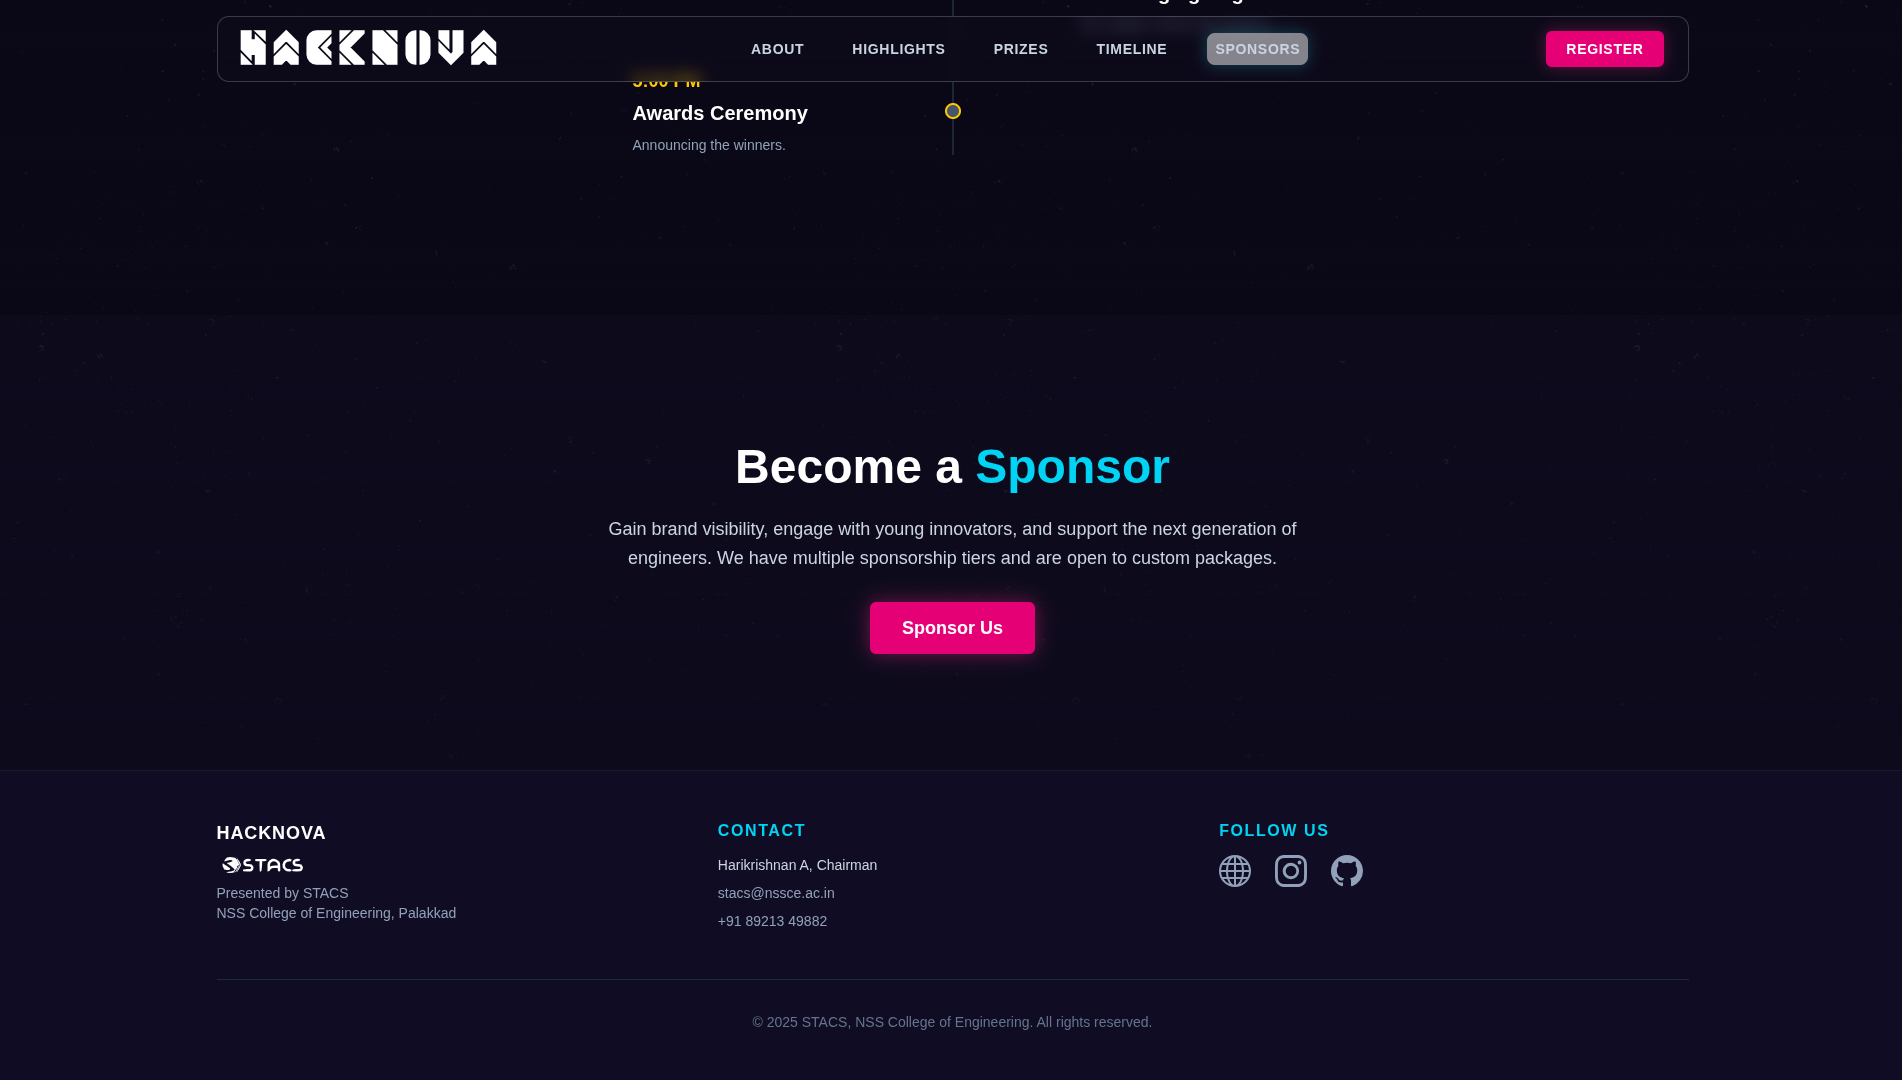 HACKNOVA
ABOUT
HIGHLIGHTS
PRIZES
TIMELINE
SPONSORS
REGISTER
Awards Ceremony
Announcing the winners.
Become a Sponsor
Gain brand visibility, engage with young innovators, and support the next generation of
engineers. We have multiple sponsorship tiers and are open to custom packages.
Sponsor Us
HACKNOVA
STACS
Presented by STACS
NSS College of Engineering, Palakkad
CONTACT
Harikrishnan A, Chairman
stacs@nssce.ac.in
+91 89213 49882
FOLLOW US
© 2025 STACS, NSS College of Engineering. All rights reserved.